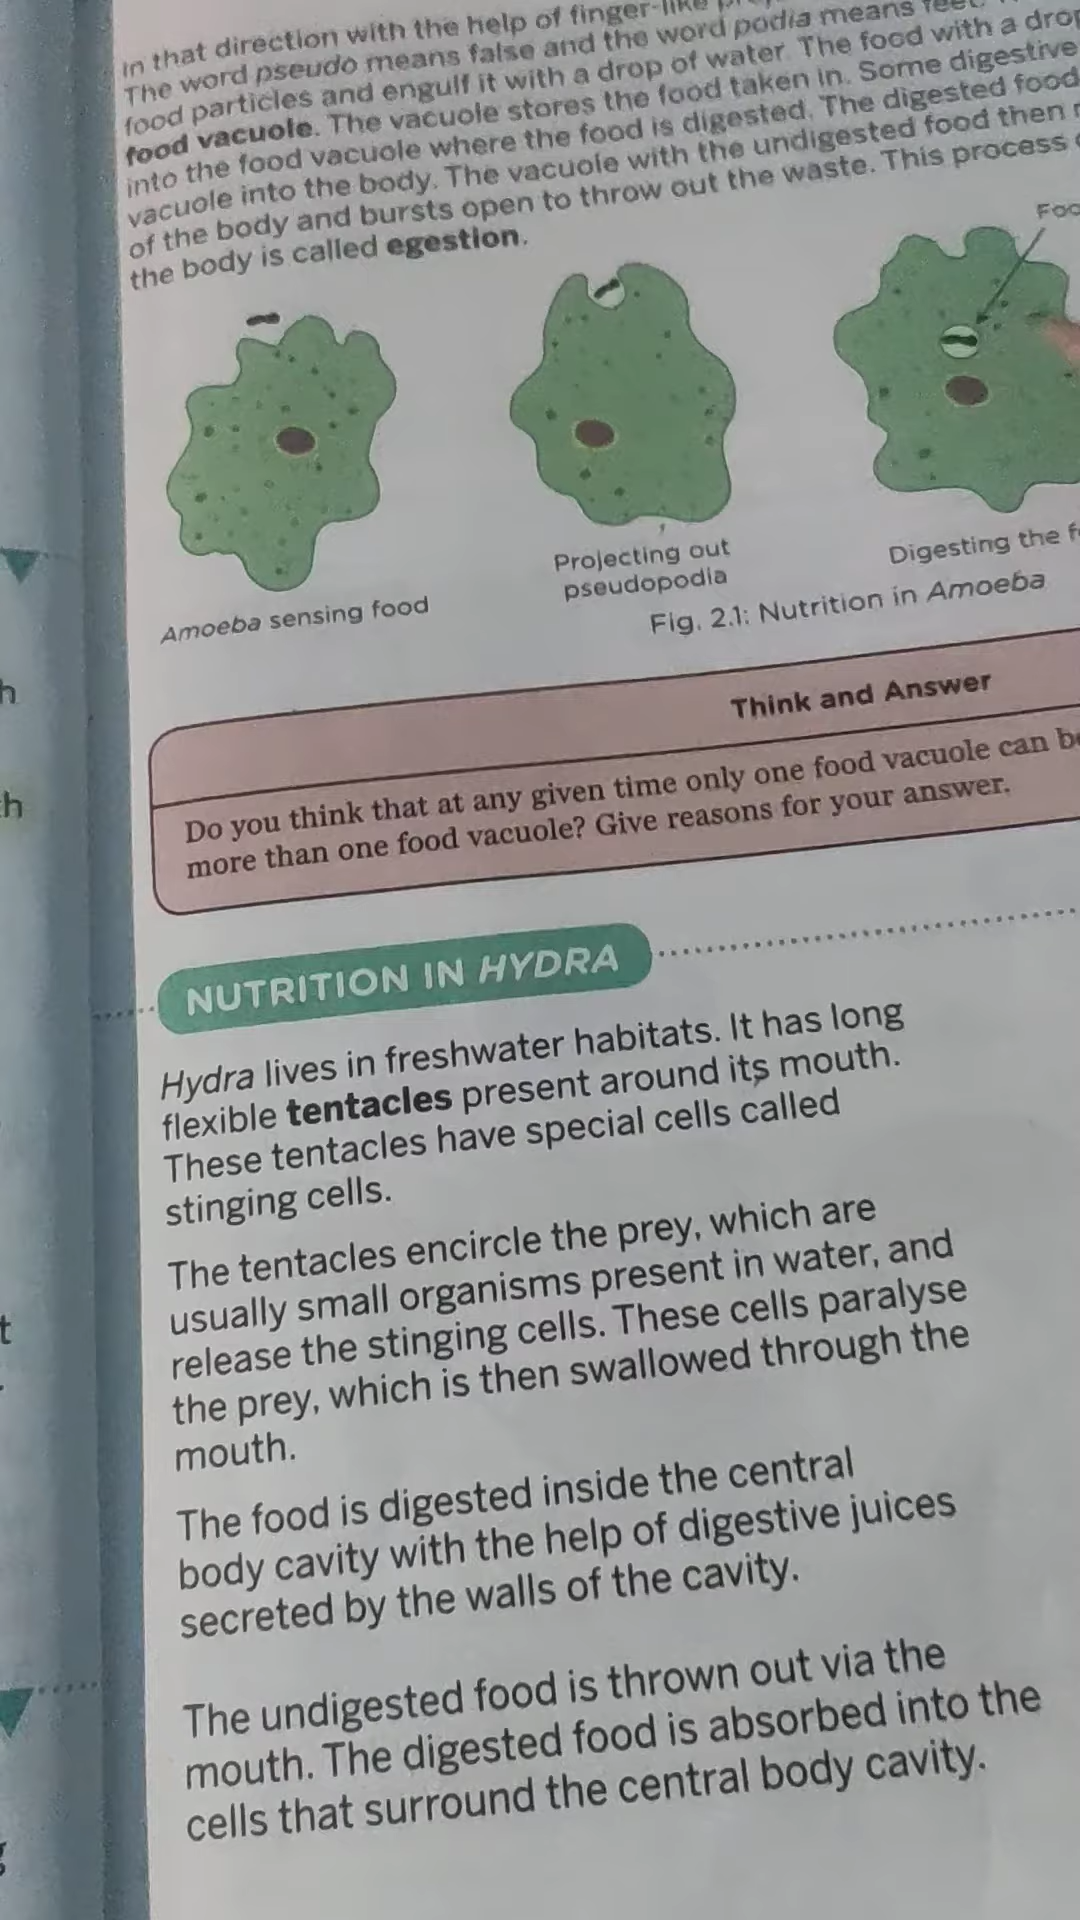 in that direction with the help of finger-like
The word pseudo means false and the word podia means feet.
food particles and engulf it with a drop of water. The food with a drop
food vacuole. The vacuole stores the food taken in. Some digestive
into the food vacuole where the food is digested. The digested food
vacuole into the body. The vacuole with the undigested food then
of the body and bursts open to throw out the waste. This process
the body is called egestion.
Foo
Amoeba sensing food
Projecting out
pseudopodia
Digesting the f
Fig. 2.1: Nutrition in Amoeba
Think and Answer
Do you think that at any given time only one food vacuole can be
more than one food vacuole? Give reasons for your answer.
NUTRITION IN HYDRA
Hydra lives in freshwater habitats. It has long
flexible tentacles present around its mouth.
These tentacles have special cells called
stinging cells.
The tentacles encircle the prey, which are
usually small organisms present in water, and
release the stinging cells. These cells paralyse
the prey, which is then swallowed through the
mouth.
The food is digested inside the central
body cavity with the help of digestive juices
secreted by the walls of the cavity.
The undigested food is thrown out via the
mouth. The digested food is absorbed into the
cells that surround the central body cavity.